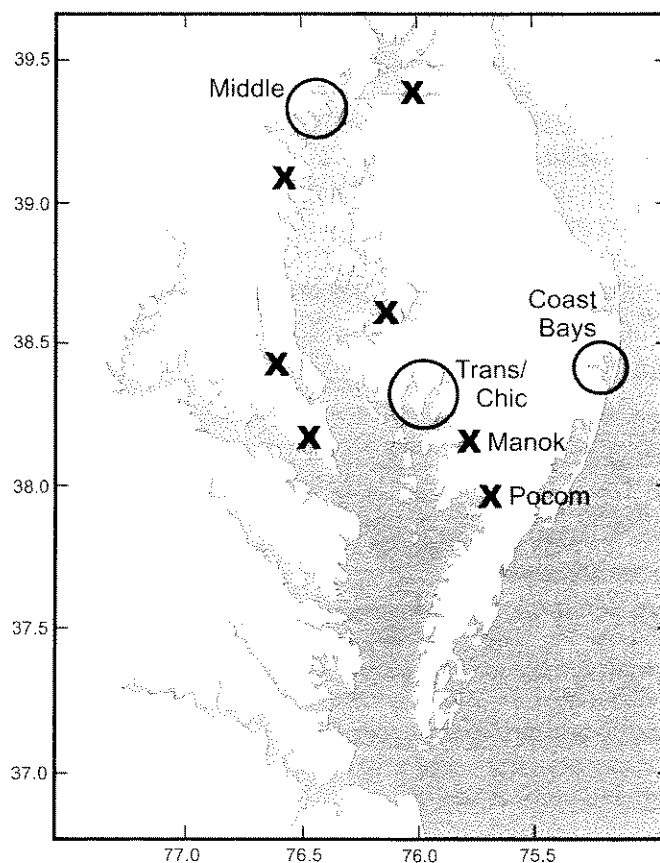 39.5
Middle
X
X
39.0
Coast
Bays
X
38.5
X
Trans/
Chic
X
X Manok
38.0
X Pocom
37.5
37.0
77.0 76.5 76.0 75.5